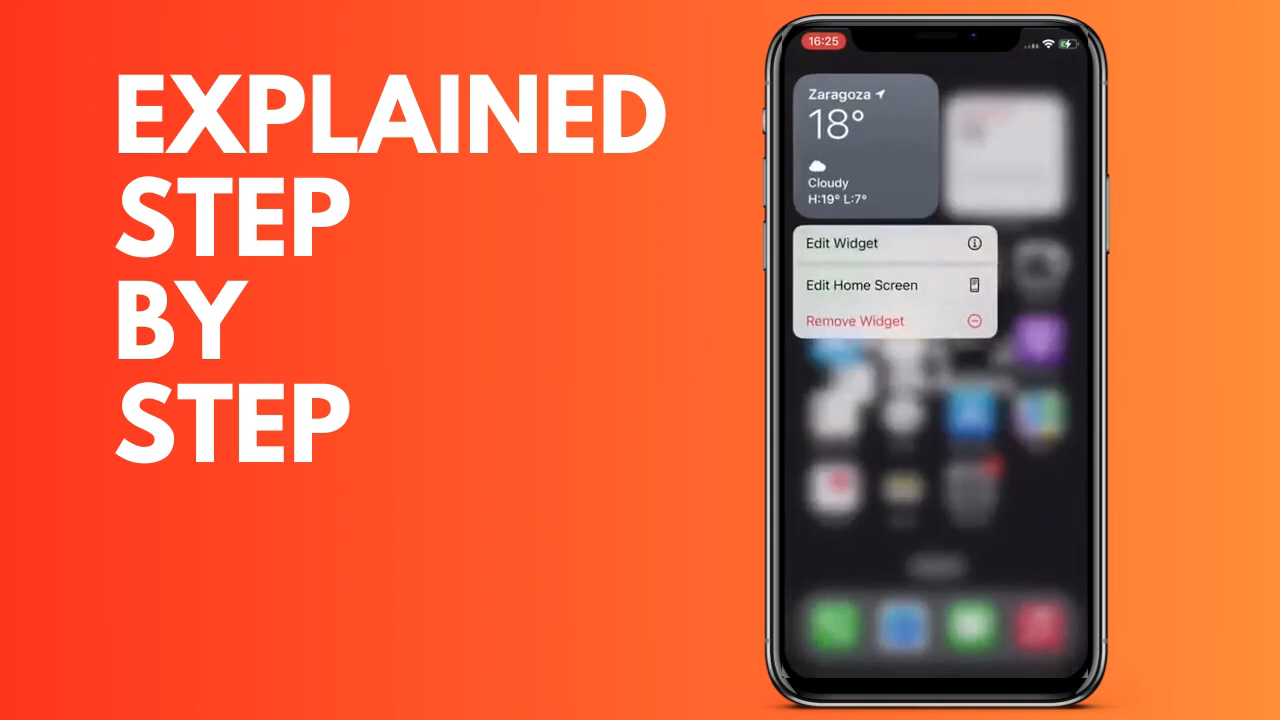 EXPLAINED
STEP
BY
STEP
16:25
Zaragoza
18°
Cloudy
H:19° L:7°
Edit Widget
Edit Home Screen
Remove Widget